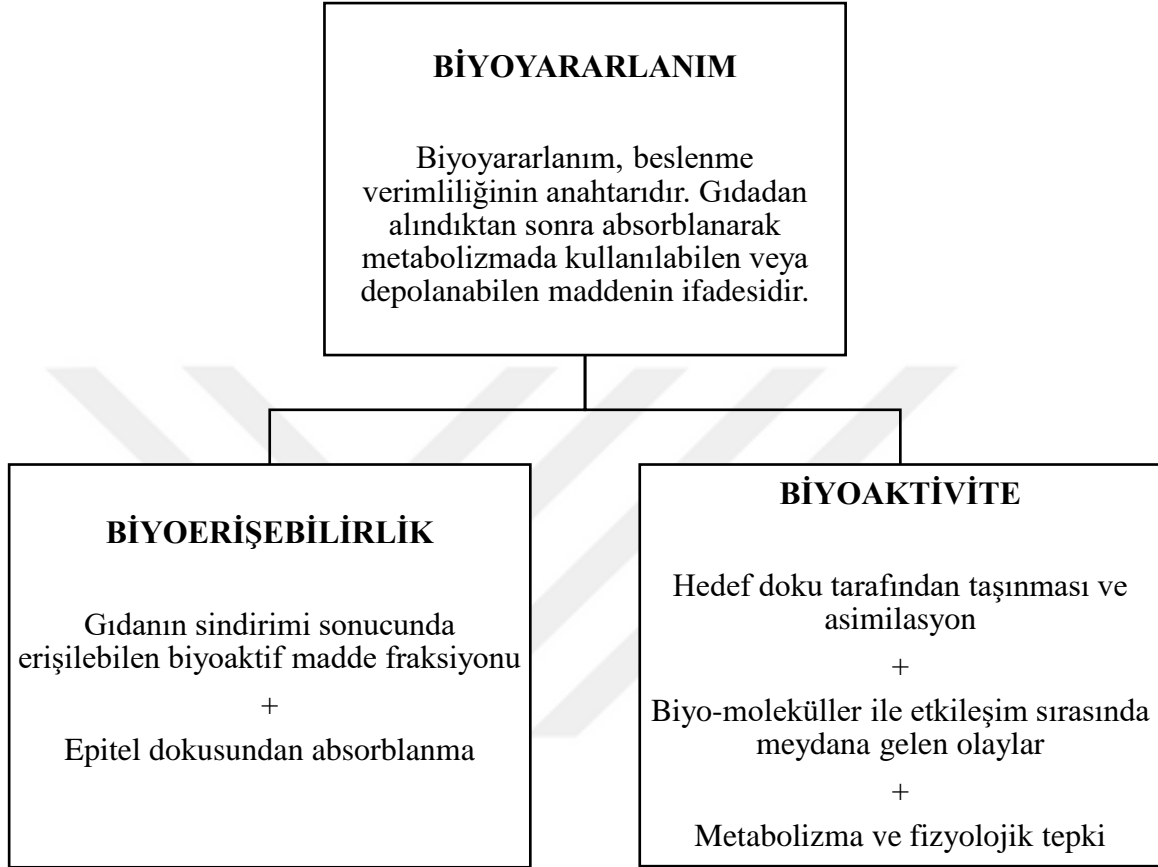 BİYOYARARLANIM
Biyoyararlanım, beslenme
verimliliğinin anahtarıdır. Gıdadan
alındıktan sonra absorblanarak
metabolizmada kullanılabilen veya
depolanabilen maddenin ifadesidir.
BİYOERİŞEBİLİRLİK
Gıdanın sindirimi sonucunda
erişilebilen biyoaktif madde fraksiyonu
+
Epitel dokusundan absorblanma
BİYOAKTİVİTE
Hedef doku tarafından taşınması ve
asimilasyon
+
Biyo-moleküller ile etkileşim sırasında
meydana gelen olaylar
+
Metabolizma ve fizyolojik tepki